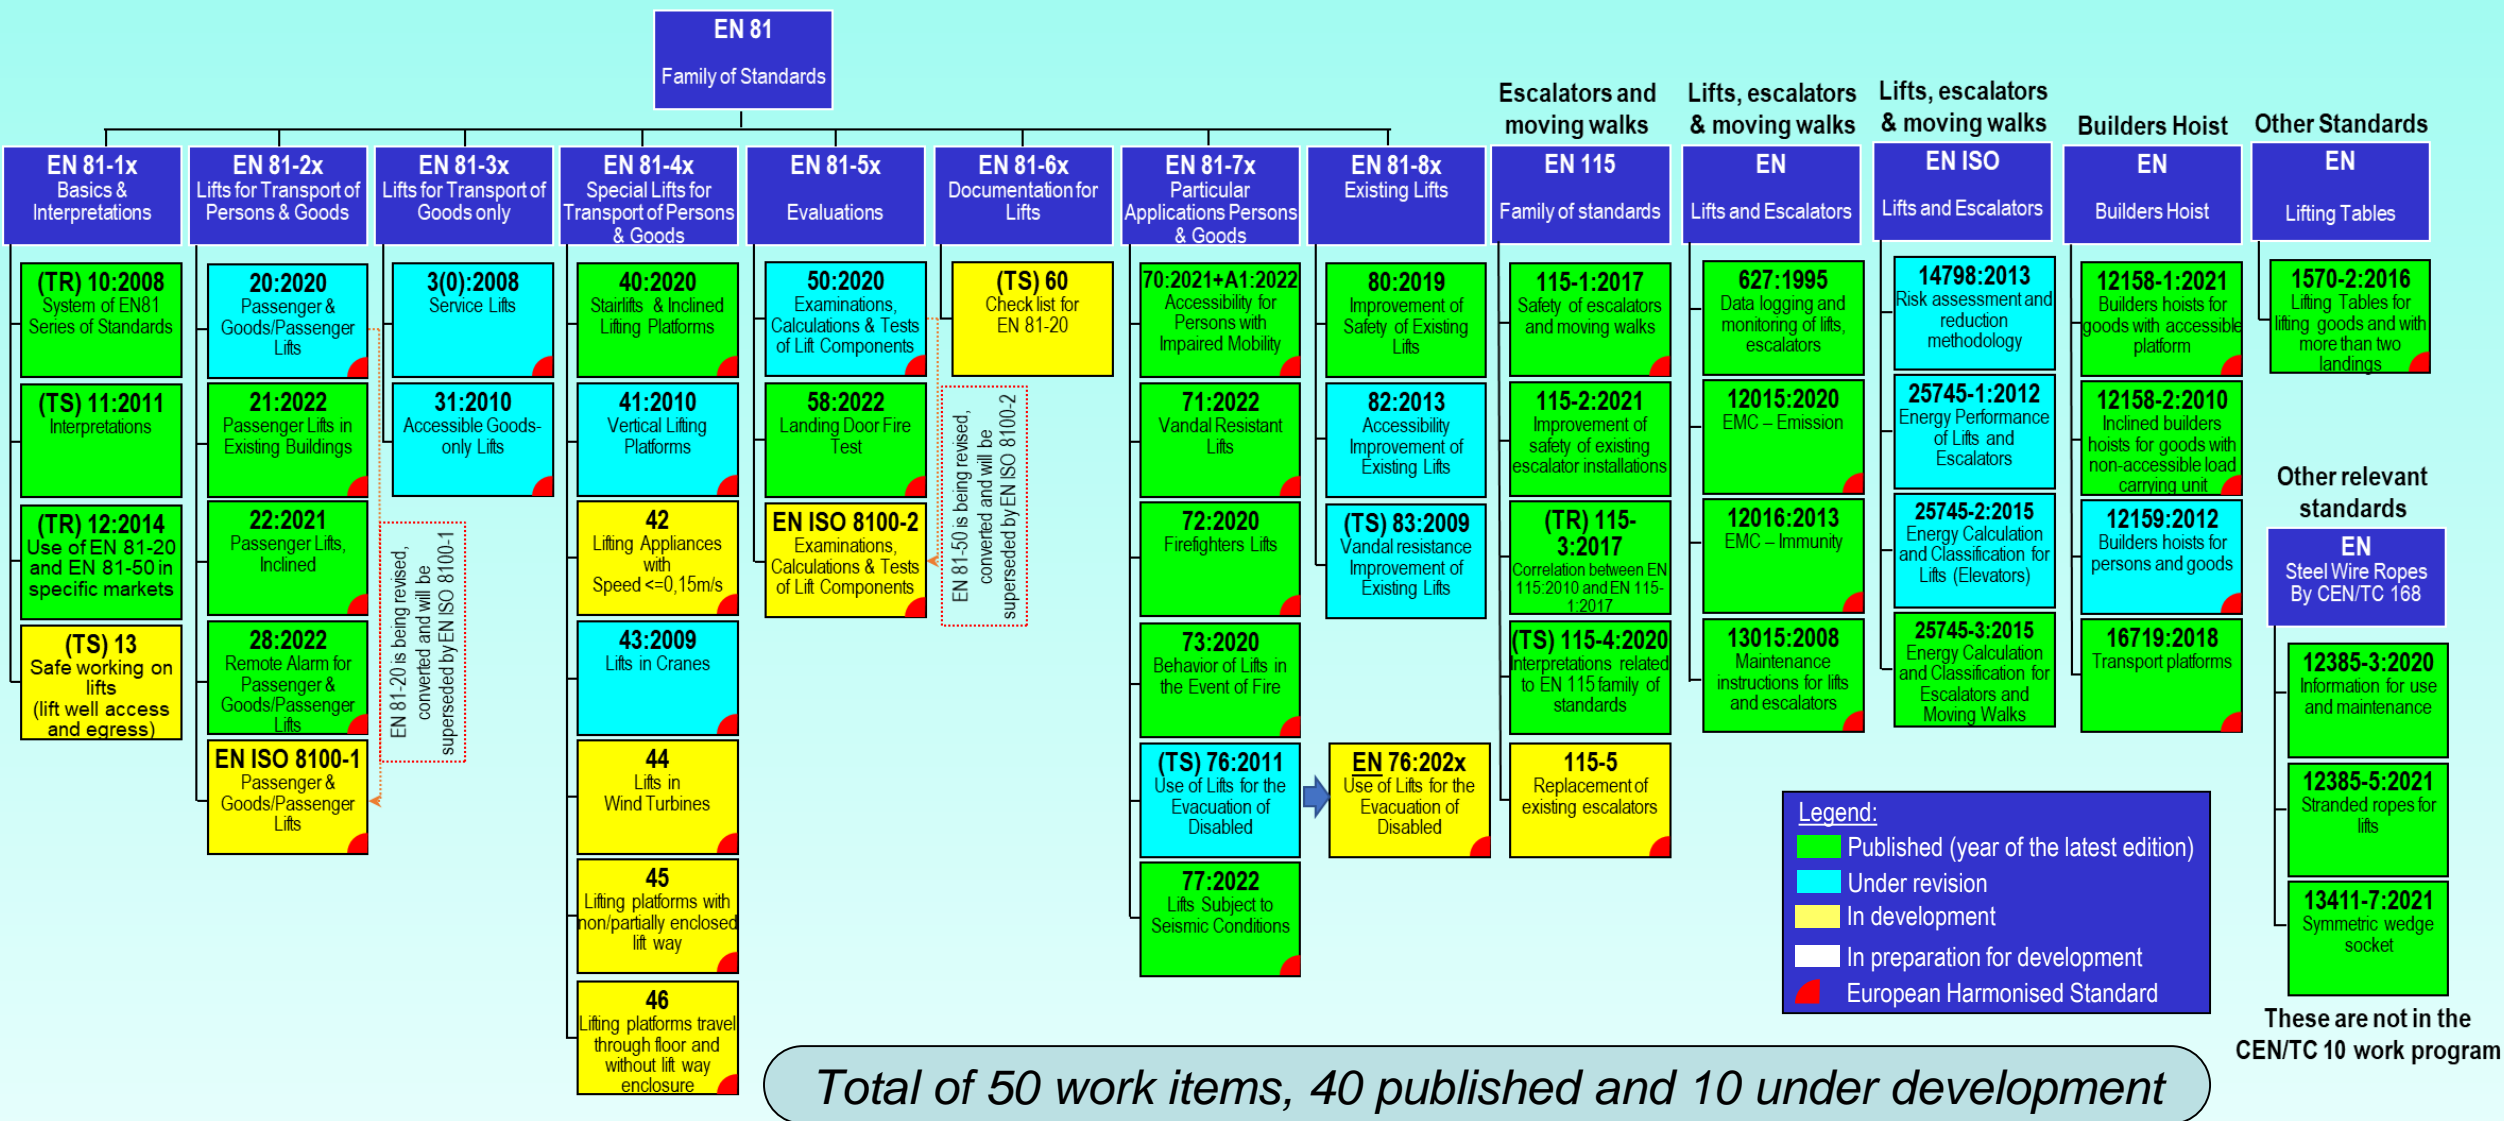 EN 81
Family of Standards
Escalators and
moving walks
Lifts, escalators
& moving walks
Lifts, escalators
& moving walks
Builders Hoist
Other Standards
EN 81-1x
Basics &
Interpretations
EN 81-2x
Lifts for Transport of
Persons & Goods
EN 81-3x
Lifts for Transport of
Goods only
EN 81-4x
Special Lifts for
Transport of Persons
& Goods
EN 81-5x
Evaluations
EN 81-6x
Documentation for
Lifts
EN 81-7x
Particular
Applications Persons
& Goods
EN 81-8x
Existing Lifts
EN 115
Family of standards
EN
Lifts and Escalators
EN ISO
Lifts and Escalators
EN
Builders Hoist
EN
Lifting Tables
(TR) 10:2008
System of EN81
Series of Standards
(TS) 11:2011
Interpretations
(TR) 12:2014
Use of EN 81-20
and EN 81-50 in
specific markets
(TS) 13
Safe working on
lifts
(lift well access
and egress)
20:2020
Passenger &
Goods/Passenger
Lifts
21:2022
Passenger Lifts in
Existing Buildings
22:2021
Passenger Lifts,
Inclined
28:2022
Remote Alarm for
Passenger &
Goods/Passenger
Lifts
EN ISO 8100-1
Passenger &
Goods/Passenger
Lifts
3(0):2008
Service Lifts
31:2010
Accessible Goods-
only Lifts
EN 81-20 is being revised,
converted and will be
superseded by EN ISO 8100-1
40:2020
Stairlifts & Inclined
Lifting Platforms
41:2010
Vertical Lifting
Platforms
42
Lifting Appliances
with
Speed <=0,15m/s
43:2009
Lifts in Cranes
44
Lifts in
Wind Turbines
45
Lifting platforms with
non/partially enclosed
lift way
46
Lifting platforms travel
through floor and
without lift way
enclosure
50:2020
Examinations,
Calculations & Tests
of Lift Components
58:2022
Landing Door Fire
Test
EN ISO 8100-2
Examinations,
Calculations & Tests
of Lift Components
(TS) 60
Check list for
EN 81-20
EN 81-50 is being revised,
converted and will be
superseded by EN ISO 8100-2
70:2021+A1:2022
Accessibility for
Persons with
Impaired Mobility
71:2022
Vandal Resistant
Lifts
72:2020
Firefighters Lifts
73:2020
Behavior of Lifts in
the Event of Fire
(TS) 76:2011
Use of Lifts for the
Evacuation of
Disabled
77:2022
Lifts Subject to
Seismic Conditions
80:2019
Improvement of
Safety of Existing
Lifts
82:2013
Accessibility
Improvement of
Existing Lifts
(TS) 83:2009
Vandal resistance
Improvement of
Existing Lifts
EN 76:202x
Use of Lifts for the
Evacuation of
Disabled
115-1:2017
Safety of escalators
and moving walks
115-2:2021
Improvement of
safety of existing
escalator installations
(TR) 115-
3:2017
Correlation between EN
115:2010 and EN 115-
1:2017
(TS) 115-4:2020
Interpretations related
to EN 115 family of
standards
115-5
Replacement of
existing escalators
627:1995
Data logging and
monitoring of lifts,
escalators
12015:2020
EMC – Emission
12016:2013
EMC – Immunity
13015:2008
Maintenance
instructions for lifts
and escalators
14798:2013
Risk assessment and
reduction
methodology
25745-1:2012
Energy Performance
of Lifts and
Escalators
25745-2:2015
Energy Calculation
and Classification for
Lifts (Elevators)
25745-3:2015
Energy Calculation
and Classification for
Escalators and
Moving Walks
12158-1:2021
Builders hoists for
goods with accessible
platform
12158-2:2010
Inclined builders
hoists for goods with
non-accessible load
carrying unit
12159:2012
Builders hoists for
persons and goods
16719:2018
Transport platforms
1570-2:2016
Lifting Tables for
lifting goods and with
more than two
landings
Other relevant
standards
EN
Steel Wire Ropes
By CEN/TC 168
12385-3:2020
Information for use
and maintenance
12385-5:2021
Stranded ropes for
lifts
13411-7:2021
Symmetric wedge
socket
These are not in the
CEN/TC 10 work program
Legend:
Published (year of the latest edition)
Under revision
In development
In preparation for development
European Harmonised Standard
Total of 50 work items, 40 published and 10 under development